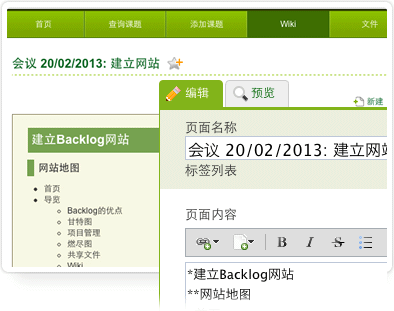 首页 查询课题 添加课题 Wiki 文件
会议 20/02/2013: 建立网站
编辑 预览
新建
页面名称
会议 20/02/2013: 建立网站
标签列表
建立Backlog网站
网站地图
首页
导览
Backlog的优点
甘特图
项目管理
燃尽图
共享文件
Wiki
页面内容
B I S
*建立Backlog网站
**网站地图